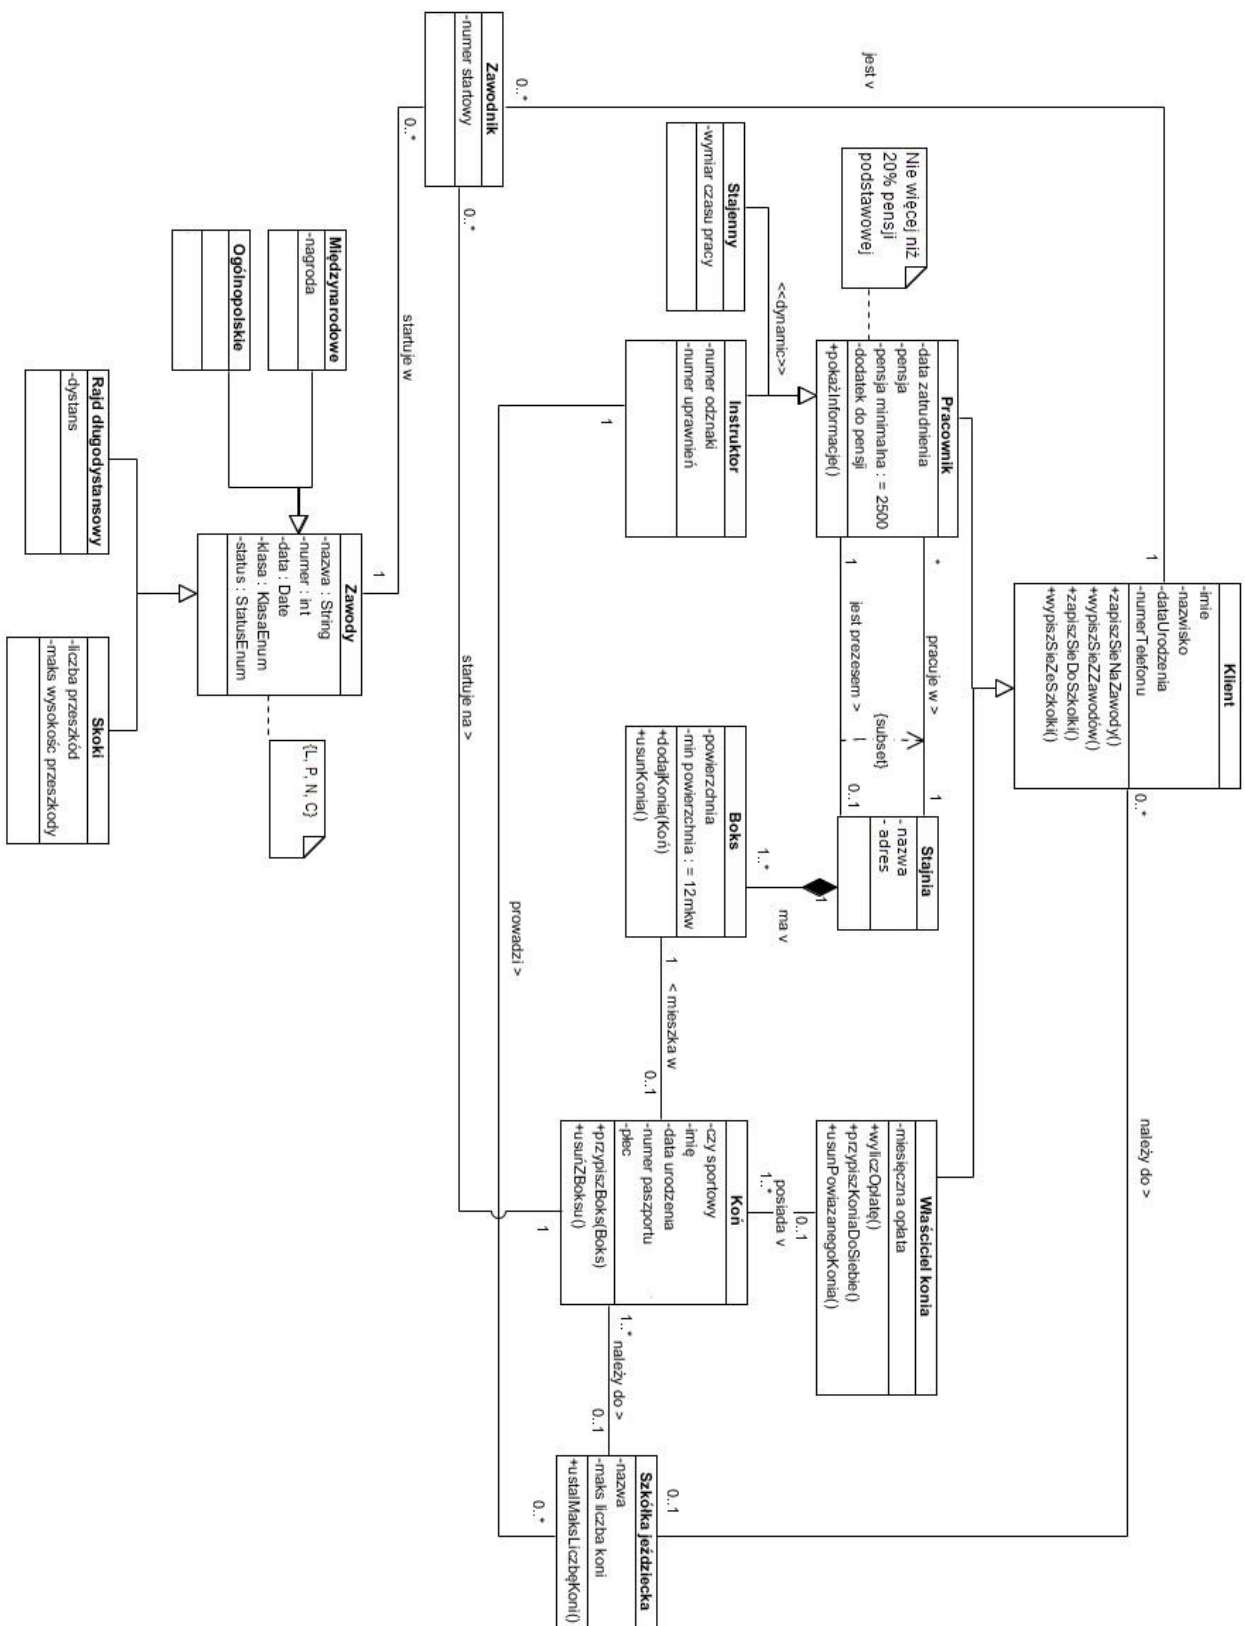 Klient
-imie
-nazwisko
-dataUrodzenia
-numerTelefonu
+zapiszSieNaZawody()
+wypiszSieZZawodów()
+zapiszSieDoSzkolki()
+wypiszSieZeSzkolki()
1
jest v
0..*
0..*
należy do >
0..1
Pracownik
-data zatrudnienia
-pensja
-pensja minimalna : = 2500
-dodatek do pensji
+pokażInformacje()
Nie więcej niż
20% pensji
podstawowej
*
pracuje w >
1
{subset}
1
jest prezesem >
0..1
Stajnia
- nazwa
- adres
1
ma v
1..*
Właściciel konia
-miesięczna opłata
+wyliczOpłatę()
+przypiszKoniaDoSiebie()
+usunPowiazanegoKonia()
0..1
posiada v
1..*
<<dynamic>>
Stajenny
-wymiar czasu pracy
Instruktor
-numer odznaki
-numer uprawnień
1
prowadzi >
0..*
Boks
-powierzchnia
-min powierzchnia : = 12mkw
+dodajKonia(Koń)
+usunKonia()
1
< mieszka w
0..1
Koń
-czy sportowy
-imię
-data urodzenia
-numer paszportu
-płec
+przypiszBoks(Boks)
+usuńZBoksu()
1..*
należy do >
0..1
Szkółka jeździecka
-nazwa
-maks liczba koni
+ustalMaksLiczbęKoni()
Zawodnik
-numer startowy
0..*
startuje na >
1
0..*
startuje w
1
Zawody
-nazwa : String
-numer : int
-data : Date
-klasa : KlasaEnum
-status : StatusEnum
{L, P, N, C}
Międzynarodowe
-nagroda
Ogólnopolskie
Rajd długodystansowy
-dystans
Skoki
-liczba przeszkód
-maks wysokość przeszkody